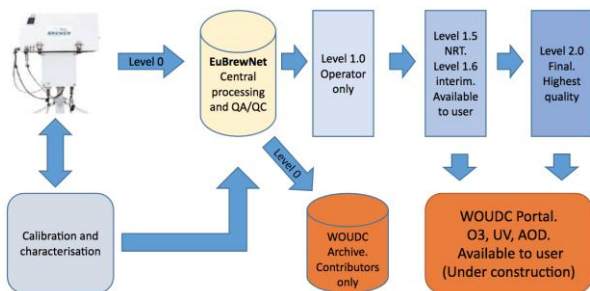 BREWER
Level 0
EuBrewNet
Central
processing
and QA/QC
Level 1.0
Operator
only
Level 1.5
NRT.
Level 1.6
interim.
Available
to user
Level 2.0
Final.
Highest
quality
Level 0
Calibration and
characterisation
WOUDC
Archive.
Contributors
only
WOUDC Portal.
O3, UV, AOD.
Available to user
(Under construction)